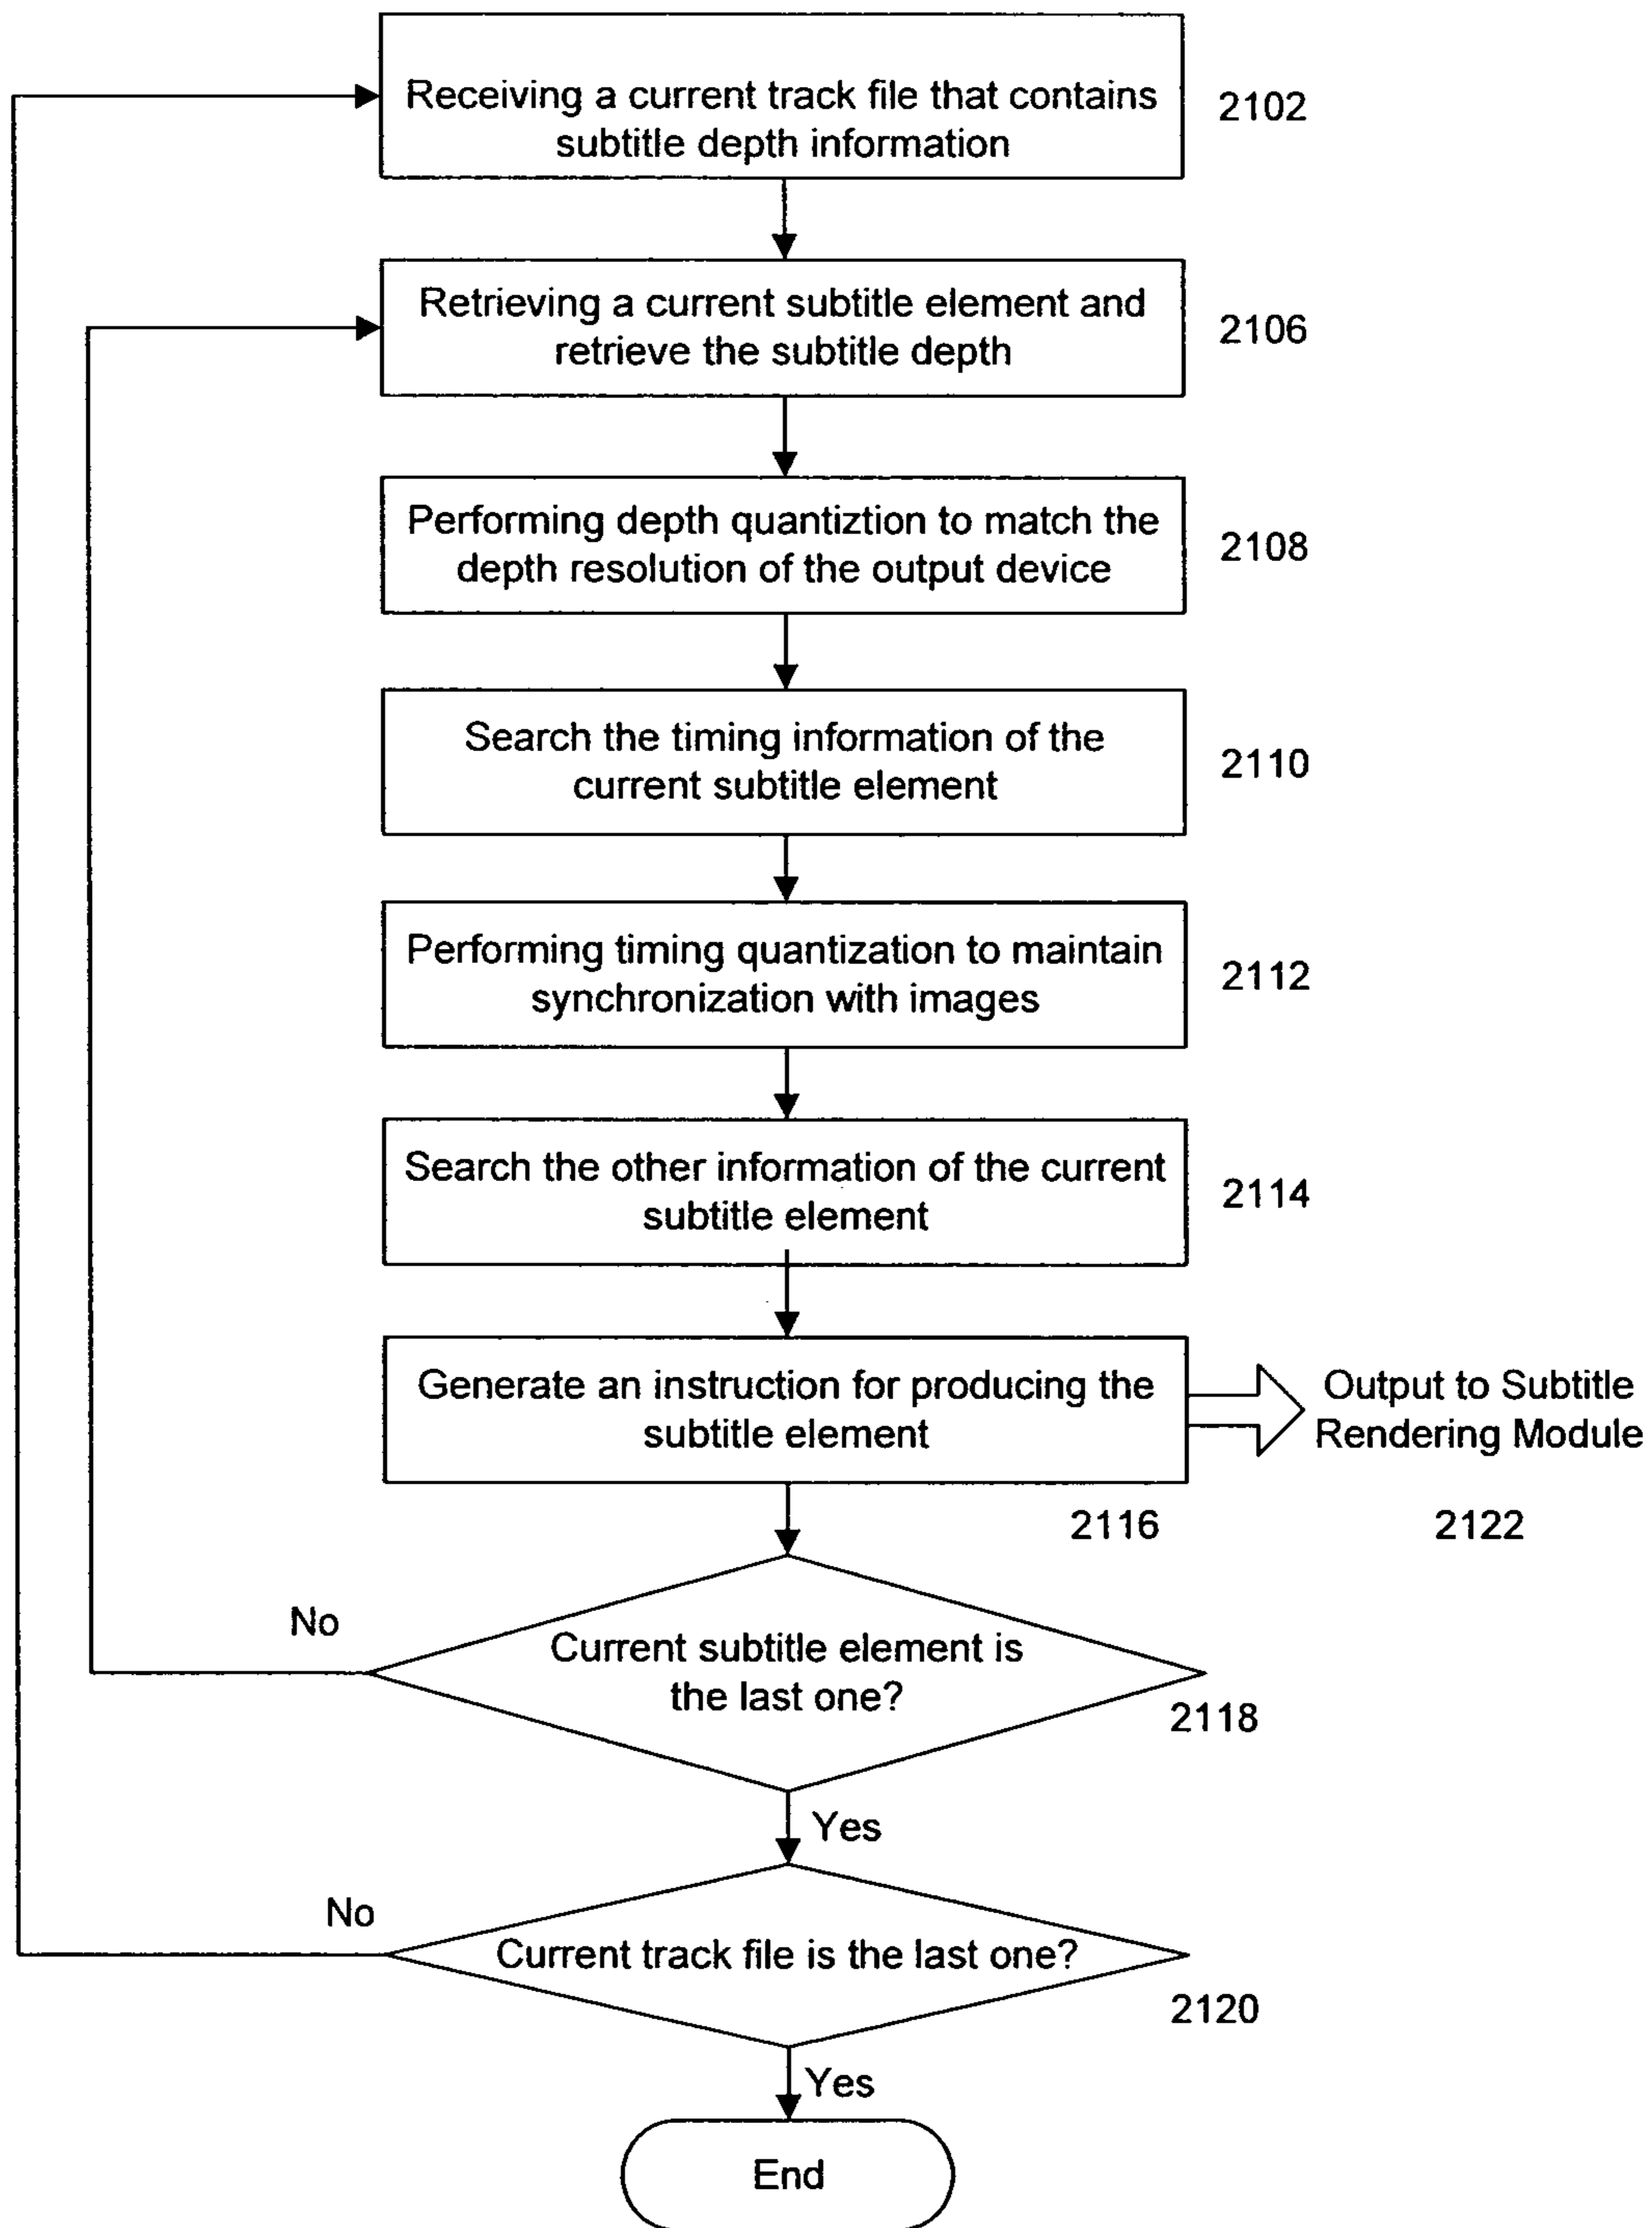 Receiving a current track file that contains
subtitle depth information
2102
Retrieving a current subtitle element and
retrieve the subtitle depth
2106
Performing depth quantiztion to match the
depth resolution of the output device
2108
Search the timing information of the
current subtitle element
2110
Performing timing quantization to maintain
synchronization with images
2112
Search the other information of the current
subtitle element
2114
Generate an instruction for producing the
subtitle element
2116
Output to Subtitle
Rendering Module
2122
No
Current subtitle element is
the last one?
2118
Yes
No
Current track file is the last one?
2120
Yes
End